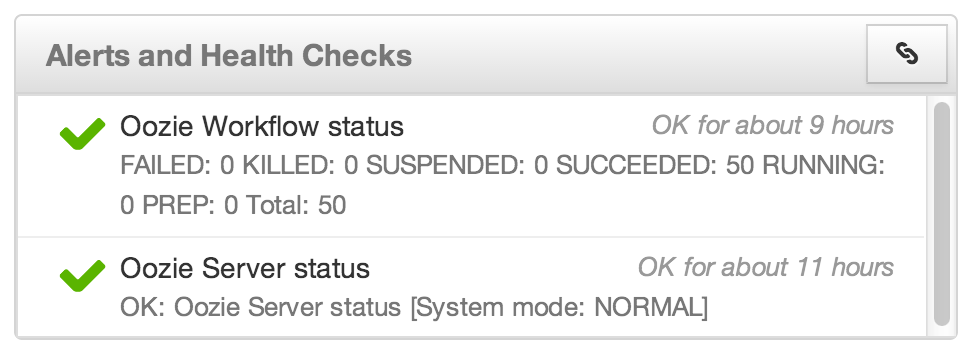 Alerts and Health Checks
Oozie Workflow status
OK for about 9 hours
FAILED: 0 KILLED: 0 SUSPENDED: 0 SUCCEEDED: 50 RUNNING:
0 PREP: 0 Total: 50
Oozie Server status
OK for about 11 hours
OK: Oozie Server status [System mode: NORMAL]